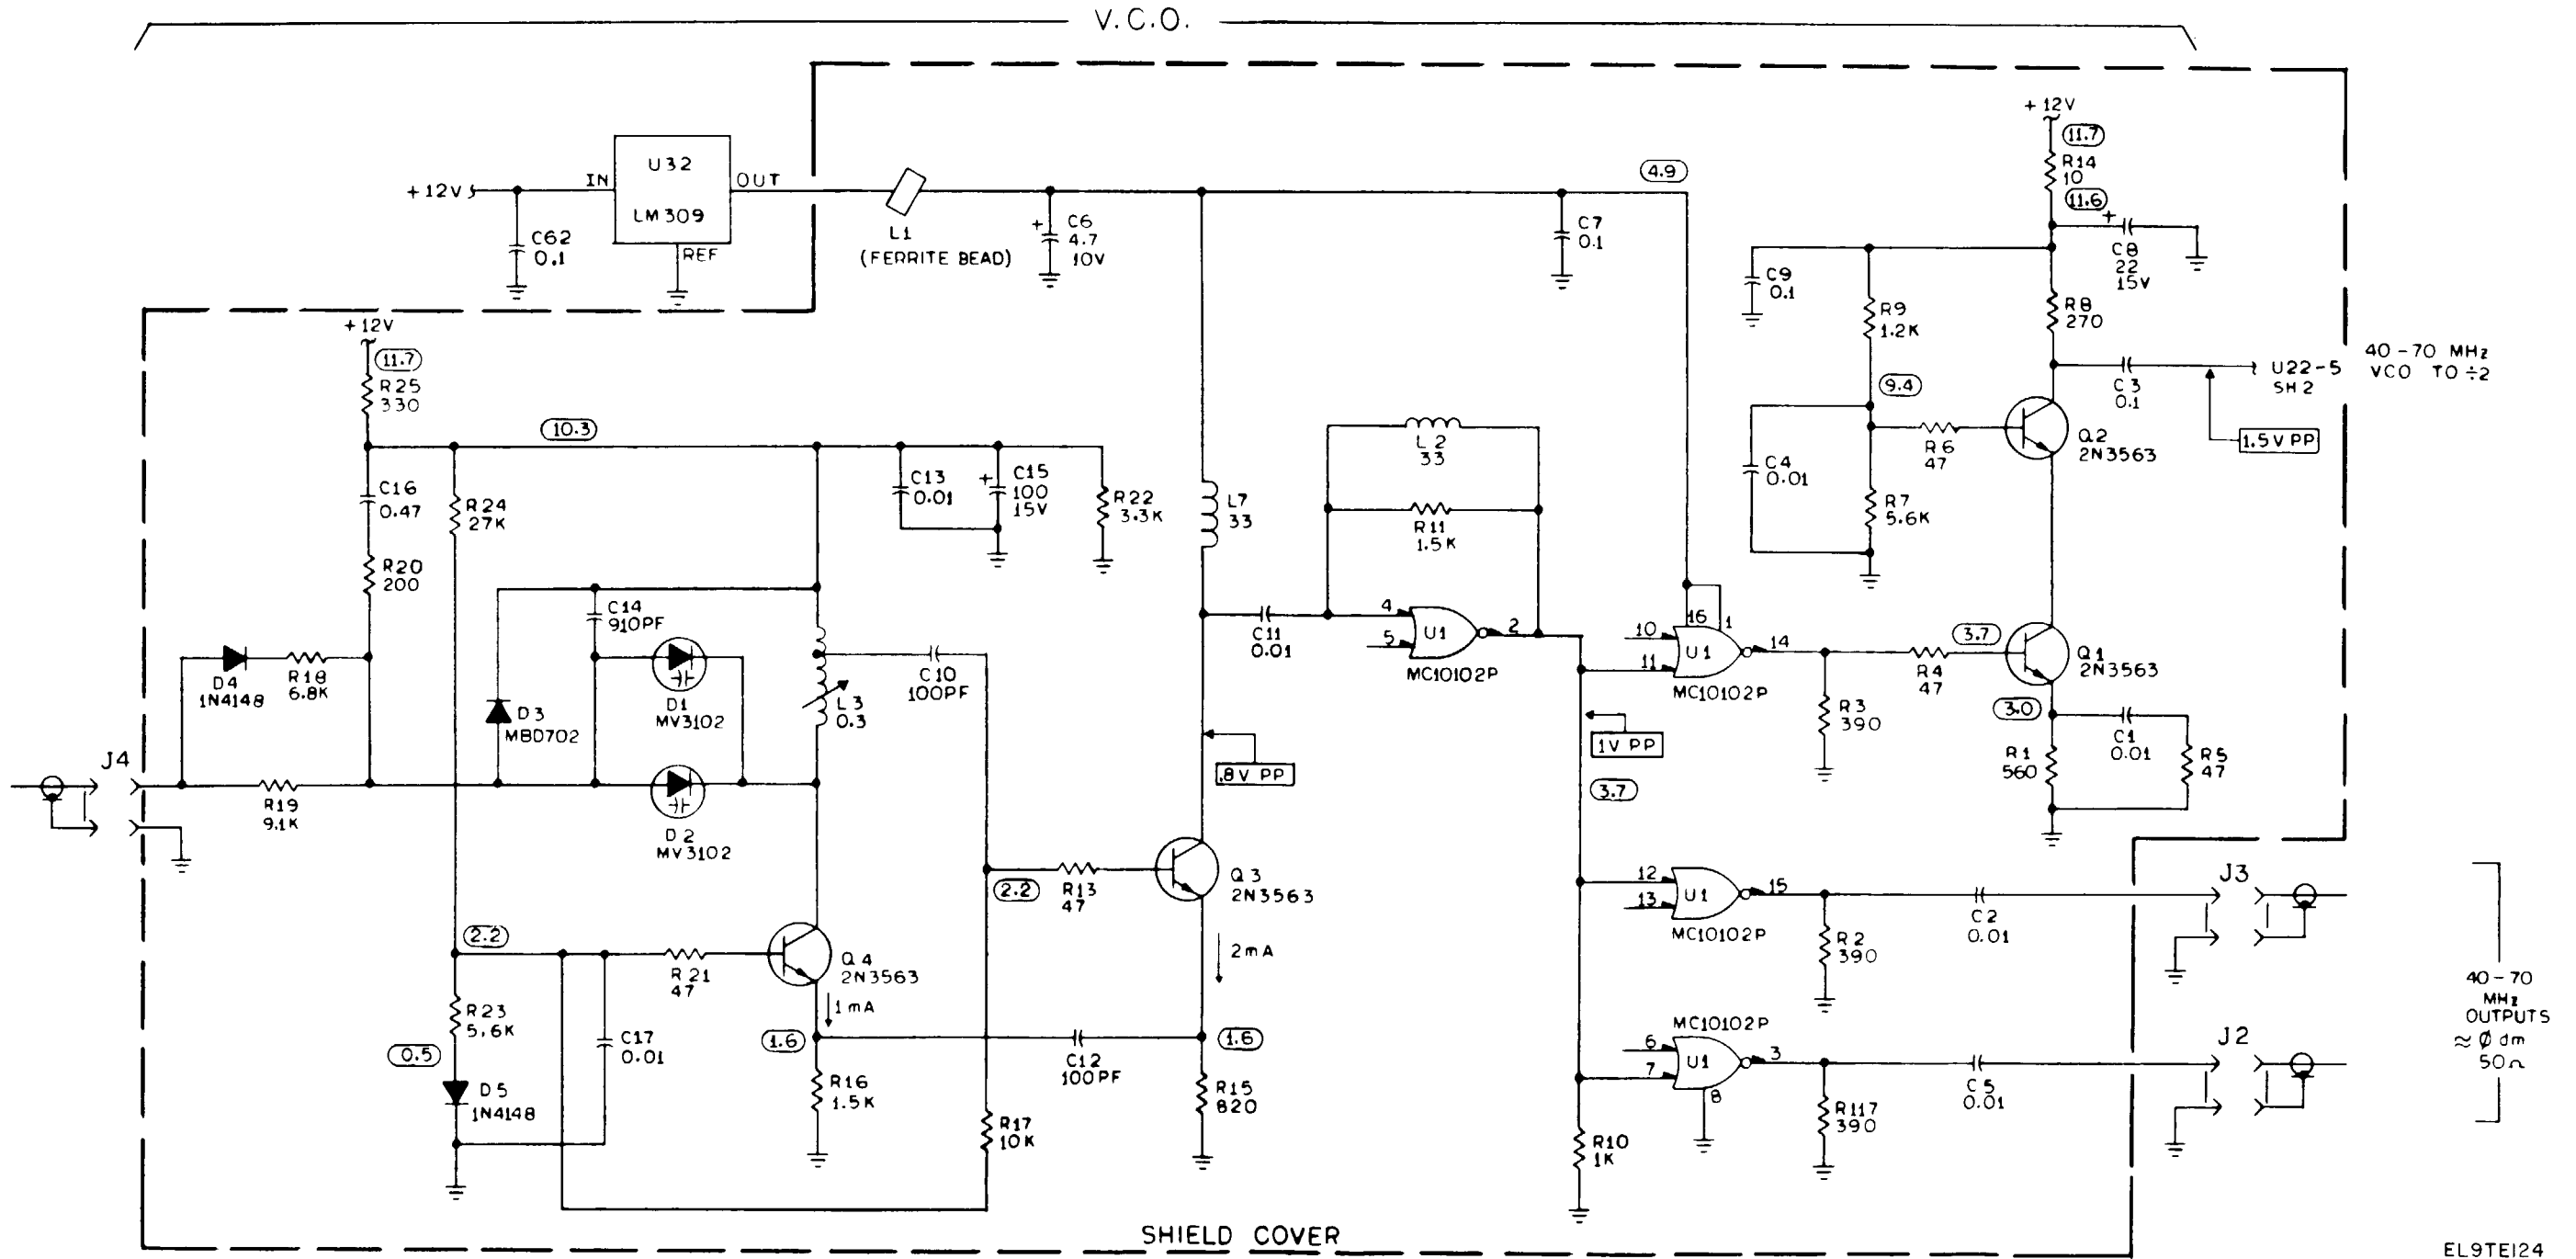 V.C.O.
+12V
U32
LM309
IN
OUT
REF
C62
0.1
L1
(FERRITE BEAD)
C6
4.7
10V
+
C7
0.1
4.9
+12V
11.7
R14
10
11.6
+
C8
22
15V
C9
0.1
R9
1.2K
R8
270
9.4
C3
0.1
U22-5
SH2
40-70 MHz
VCO TO ÷2
1.5V PP
C4
0.01
R6
47
R7
5.6K
Q2
2N3563
+12V
11.7
R25
330
10.3
C16
0.47
R24
27K
C13
0.01
+
C15
100
15V
R22
3.3K
R20
200
L7
33
L2
33
R11
1.5K
C14
910PF
D4
1N4148
R18
6.8K
D3
MBD702
D1
MV3102
L3
0.3
C10
100PF
C11
0.01
4
5
U1
2
MC10102P
16
1
10
11
U1
14
MC10102P
3.7
R4
47
Q1
2N3563
R3
390
3.0
C1
0.01
R1
560
R5
47
1V PP
.8V PP
3.7
J4
R19
9.1K
D2
MV3102
2.2
R13
47
Q3
2N3563
2.2
R21
47
Q4
2N3563
1mA
2mA
12
13
U1
15
MC10102P
R2
390
C2
0.01
J3
R23
5.6K
0.5
C17
0.01
D5
1N4148
1.6
C12
100PF
1.6
R16
1.5K
R15
820
R17
10K
MC10102P
6
7
U1
3
8
R117
390
C5
0.01
J2
R10
1K
40-70
MHz
OUTPUTS
≈ Ø dm
50Ω
SHIELD COVER
EL9TE124